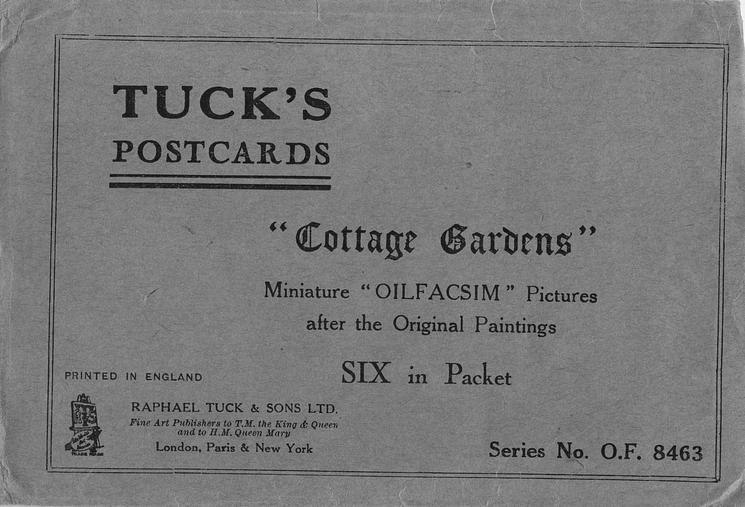 TUCK'S
POSTCARDS
"Cottage Gardens"
Miniature "OILFACSIM" Pictures
after the Original Paintings
SIX in Packet
PRINTED IN ENGLAND
RAPHAEL TUCK & SONS LTD.
Fine Art Publishers to T.M. the King & Queen
and to H.M. Queen Mary
London, Paris & New York
TRADE MARK
Series No. O.F. 8463